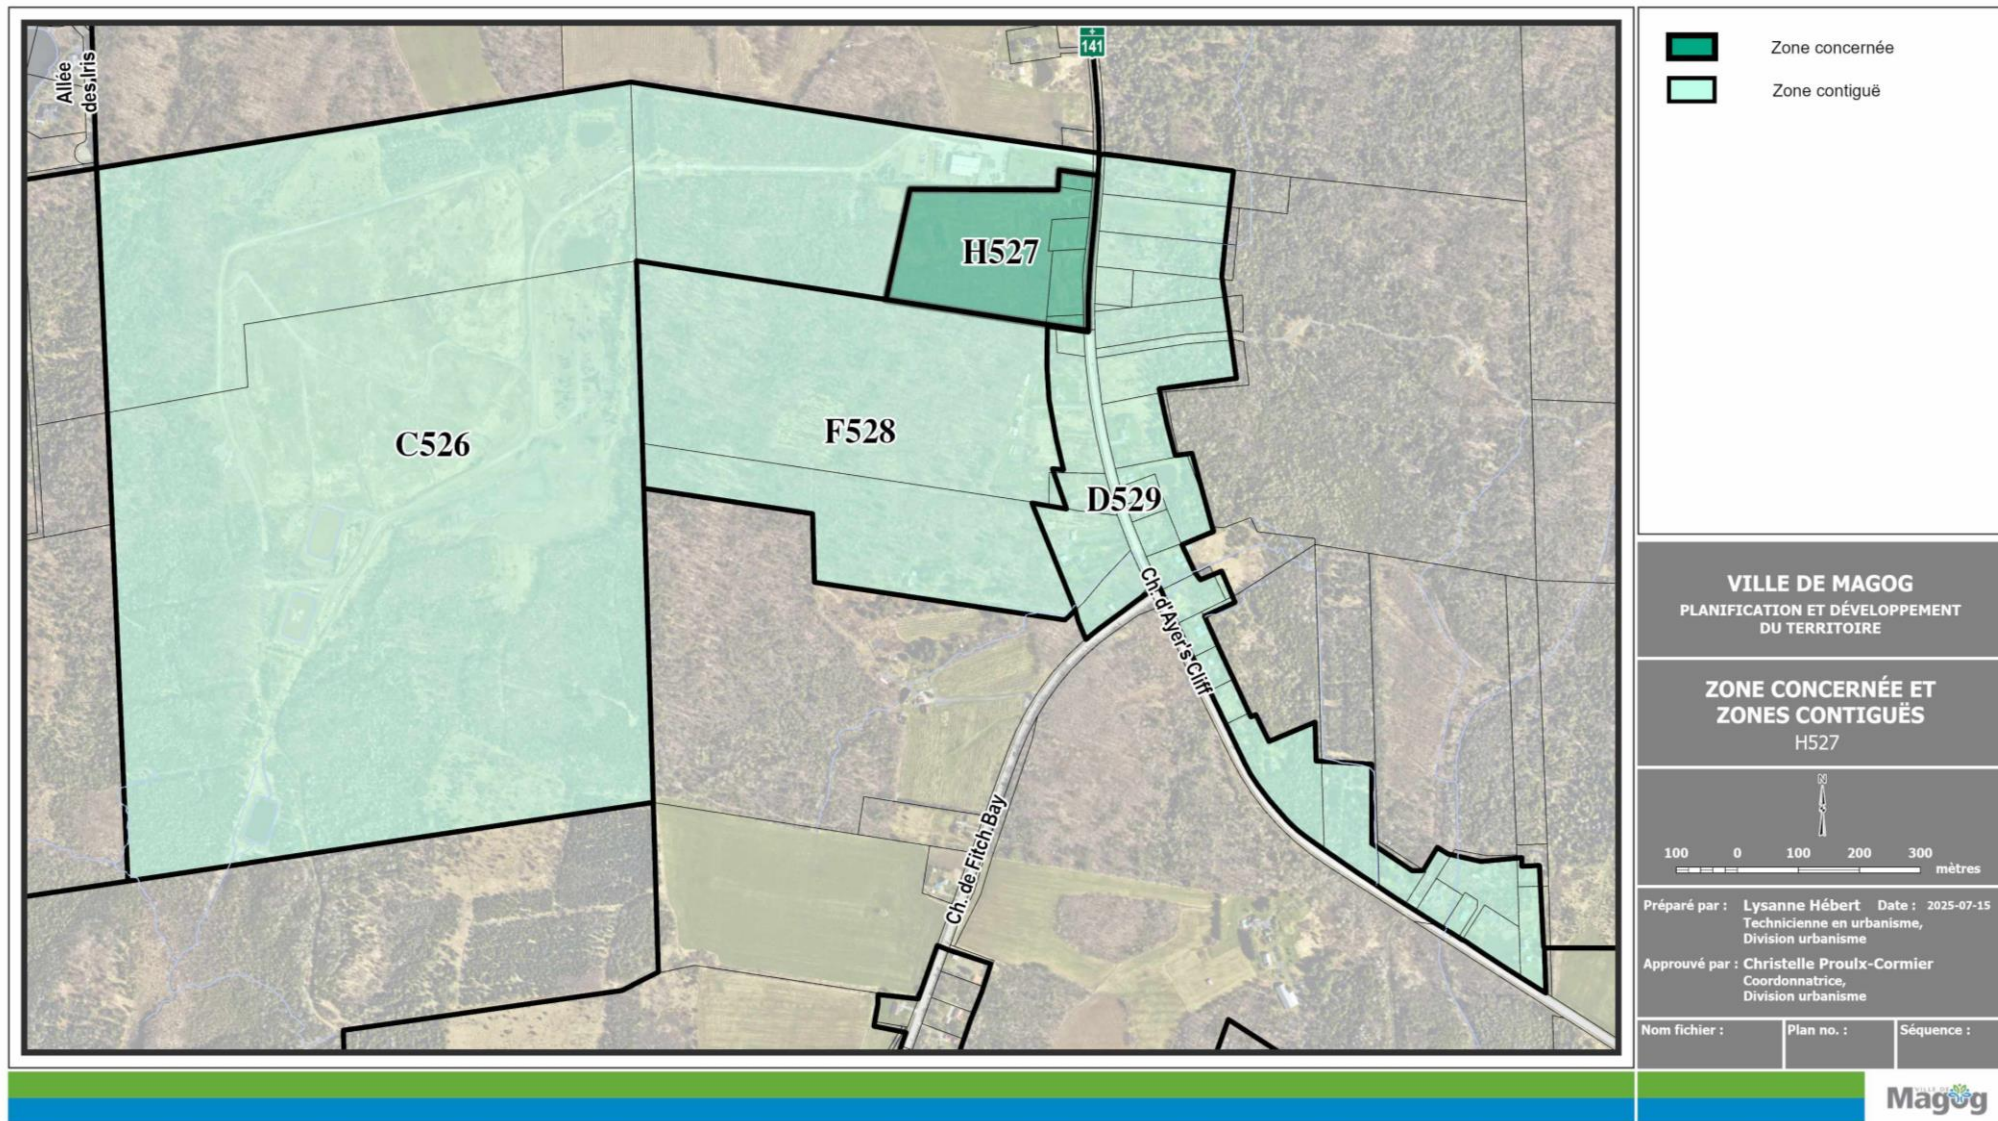 Allée
des Iris
141
H527
C526
F528
D529
Ch. d'Ayer's Cliff
Ch. de Fitch Bay
Zone concernée
Zone contiguë
VILLE DE MAGOG
PLANIFICATION ET DÉVELOPPEMENT
DU TERRITOIRE
ZONE CONCERNÉE ET
ZONES CONTIGUËS
H527
N
100 0 100 200 300
mètres
Préparé par : Lysanne Hébert Date : 2025-07-15
Technicienne en urbanisme,
Division urbanisme
Approuvé par : Christelle Proulx-Cormier
Coordonnatrice,
Division urbanisme
Nom fichier : Plan no. : Séquence :
VILLE DE
Magog